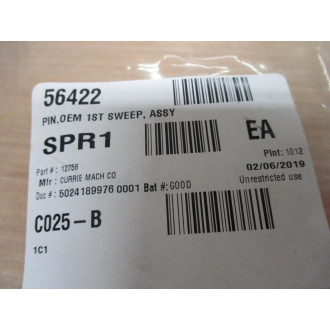 56422
PIN,OEM 1ST SWEEP, ASSY
SPR1 EA
Part # : 12756 Plnt: 1012
Mfr : CURRIE MACH CO 02/06/2019
Doc # : 5024189976 0001 Bat #:GOOD Unrestricted use
C025-B
1C1